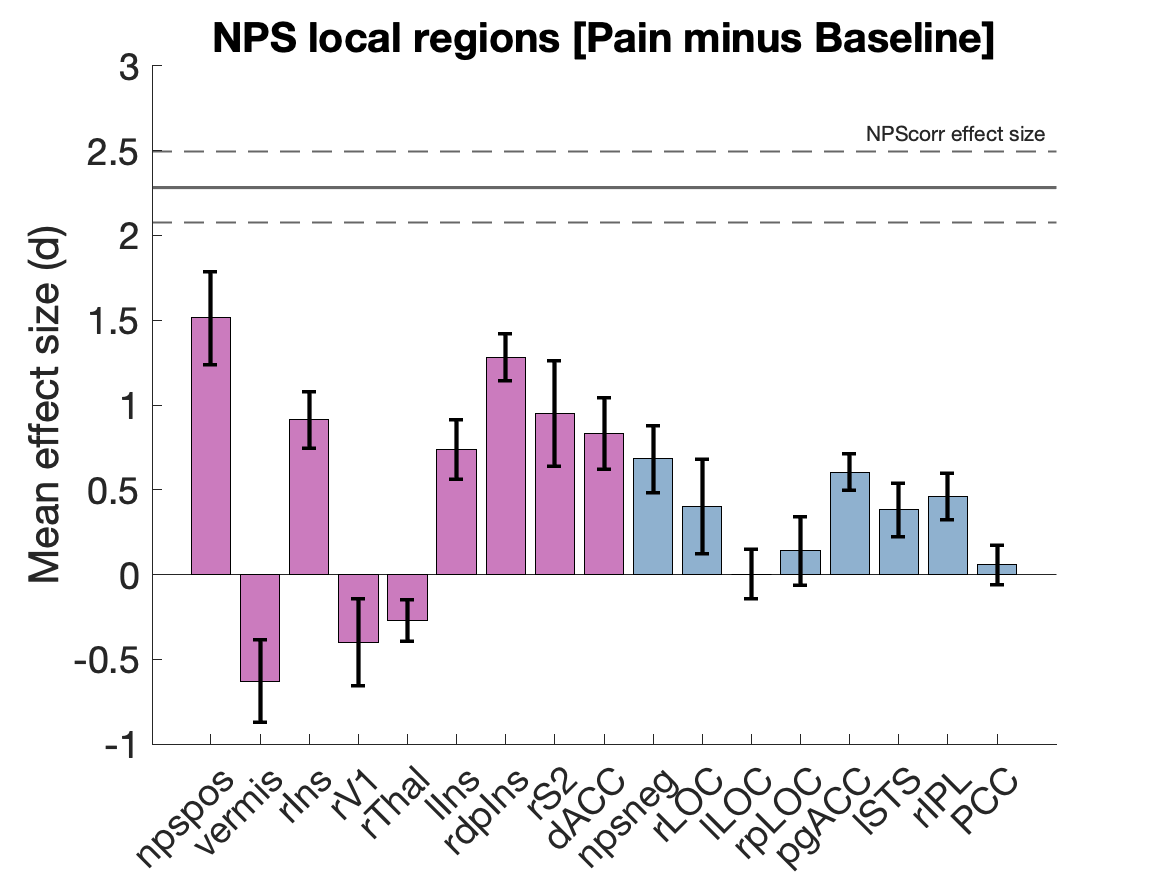 NPS local regions [Pain minus Baseline]
3
2.5
2
1.5
1
0.5
0
-0.5
-1
Mean effect size (d)
NPScorr effect size
npspos
vermis
rIns
rV1
rThal
lIns
rdpIns
rS2
dACC
npsneg
rLOC
lLOC
rpLOC
pgACC
lSTS
rIPL
PCC